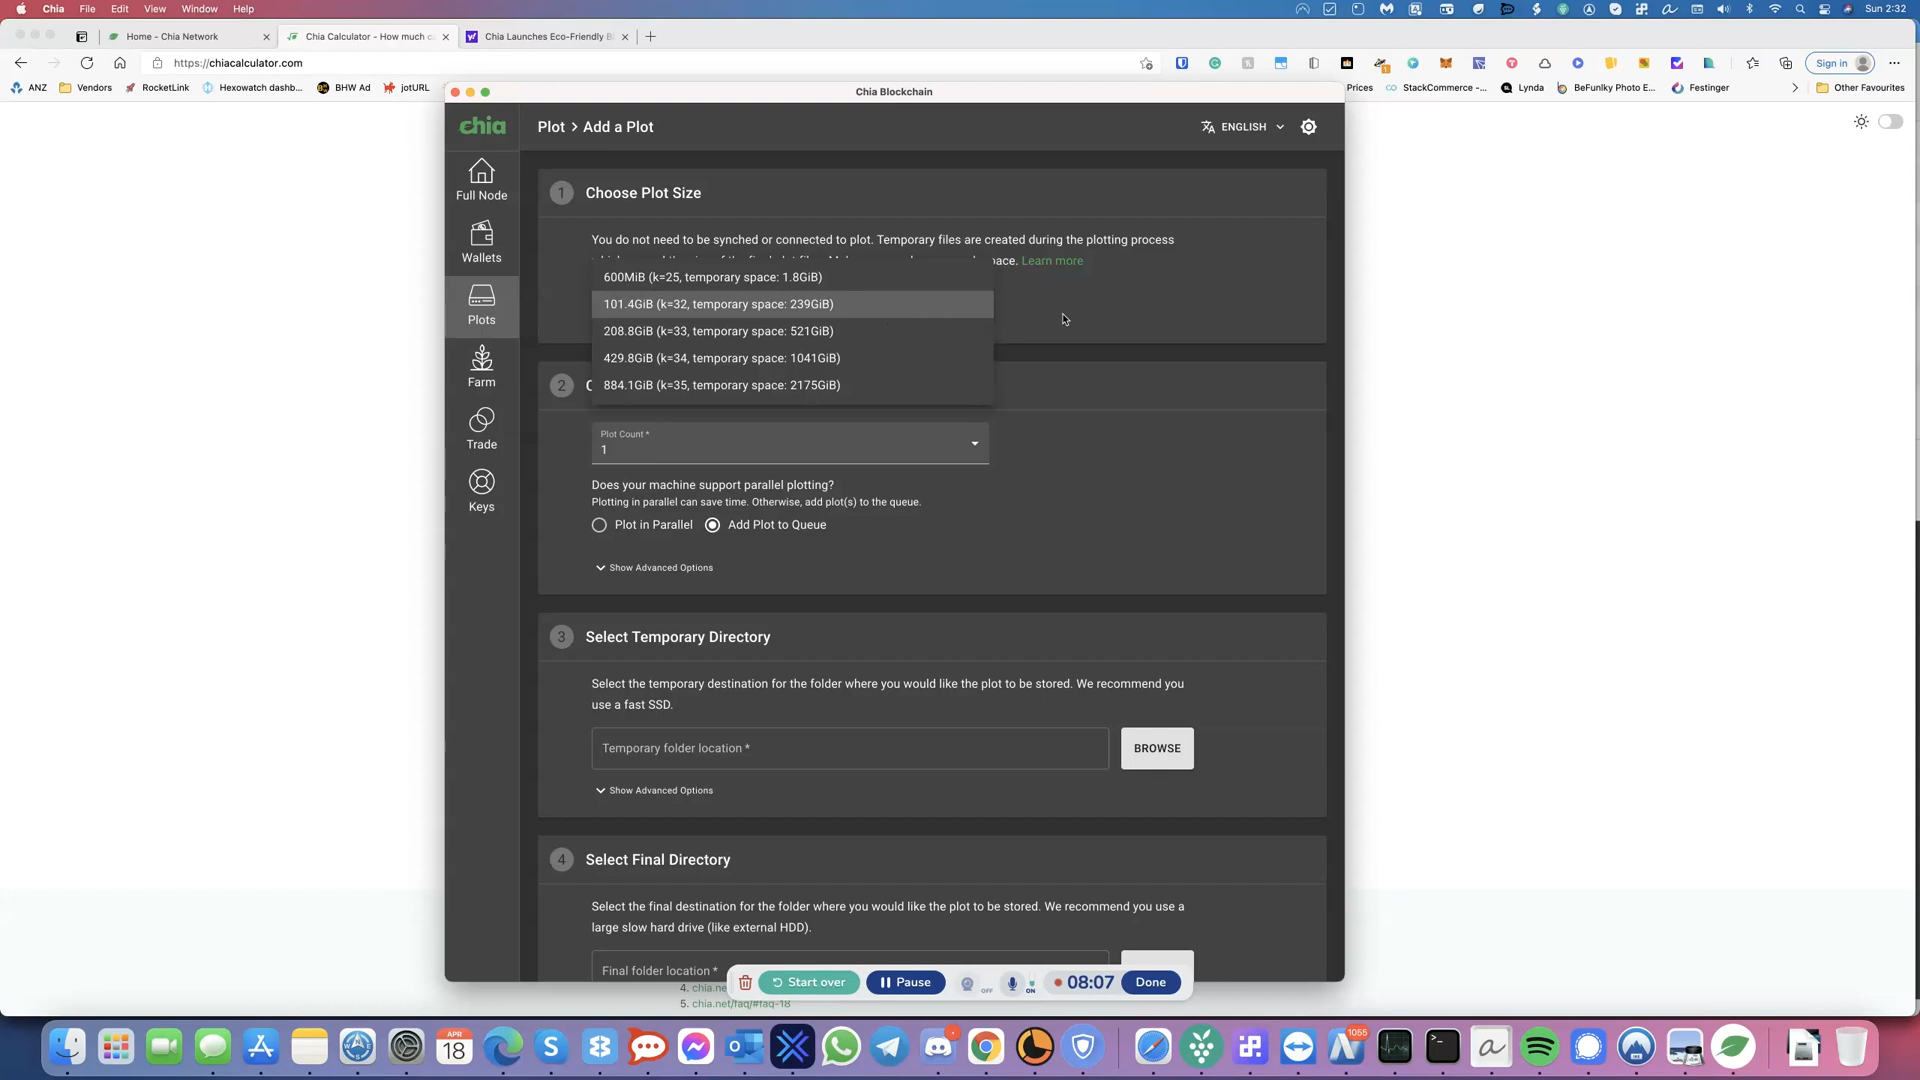 Chia File Edit View Window Help
Sun 2:32
Home - Chia Network
Chia Calculator - How much c
Chia Launches Eco-Friendly B
https://chiacalculator.com
Sign in
ANZ Vendors RocketLink Hexowatch dashb... BHW Ad jotURL
Prices StackCommerce -... Lynda BeFunlky Photo E... Festinger Other Favourites
Chia Blockchain
chia
Plot > Add a Plot
ENGLISH
Full Node
Wallets
Plots
Farm
Trade
Keys
1 Choose Plot Size
You do not need to be synched or connected to plot. Temporary files are created during the plotting process
pace. Learn more
600MiB (k=25, temporary space: 1.8GiB)
101.4GiB (k=32, temporary space: 239GiB)
208.8GiB (k=33, temporary space: 521GiB)
429.8GiB (k=34, temporary space: 1041GiB)
884.1GiB (k=35, temporary space: 2175GiB)
2
Plot Count *
1
Does your machine support parallel plotting?
Plotting in parallel can save time. Otherwise, add plot(s) to the queue.
Plot in Parallel Add Plot to Queue
Show Advanced Options
3 Select Temporary Directory
Select the temporary destination for the folder where you would like the plot to be stored. We recommend you
use a fast SSD.
Temporary folder location *
BROWSE
Show Advanced Options
4 Select Final Directory
Select the final destination for the folder where you would like the plot to be stored. We recommend you use a
large slow hard drive (like external HDD).
Final folder location *
Start over
Pause
OFF
ON
08:07
Done
4. chia.ne
5. chia.net/faq/#faq-18
APR
18
1055